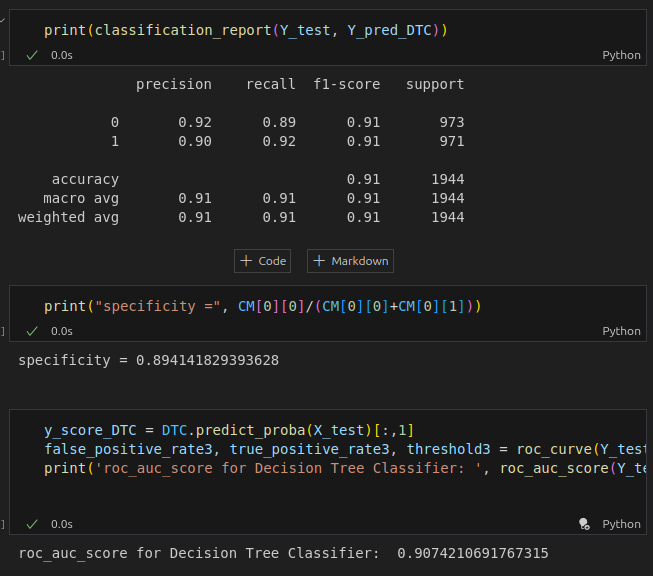 print(classification_report(Y_test, Y_pred_DTC))
0.0s Python
precision recall f1-score support
0 0.92 0.89 0.91 973
1 0.90 0.92 0.91 971
accuracy 0.91 1944
macro avg 0.91 0.91 0.91 1944
weighted avg 0.91 0.91 0.91 1944
+ Code + Markdown
print("specificity =", CM[0][0]/(CM[0][0]+CM[0][1]))
0.0s Python
specificity = 0.894141829393628
y_score_DTC = DTC.predict_proba(X_test)[:,1]
false_positive_rate3, true_positive_rate3, threshold3 = roc_curve(Y_test
print('roc_auc_score for Decision Tree Classifier: ', roc_auc_score(Y_te
0.0s Python
roc_auc_score for Decision Tree Classifier:  0.9074210691767315